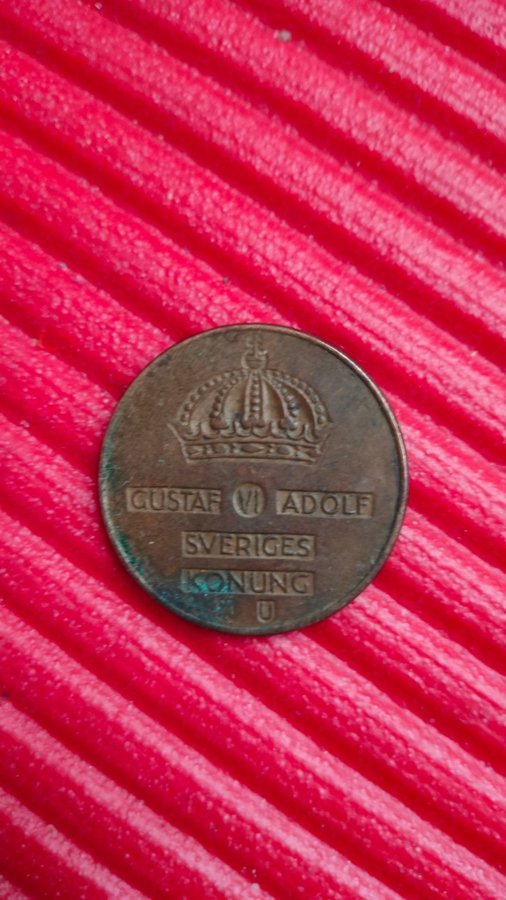 GUSTAF VI ADOLF
SVERIGES
KONUNG
U